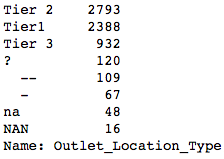 Tier 2 2793
Tier1 2388
Tier 3 932
? 120
-- 109
- 67
na 48
NAN 16
Name: Outlet_Location_Type